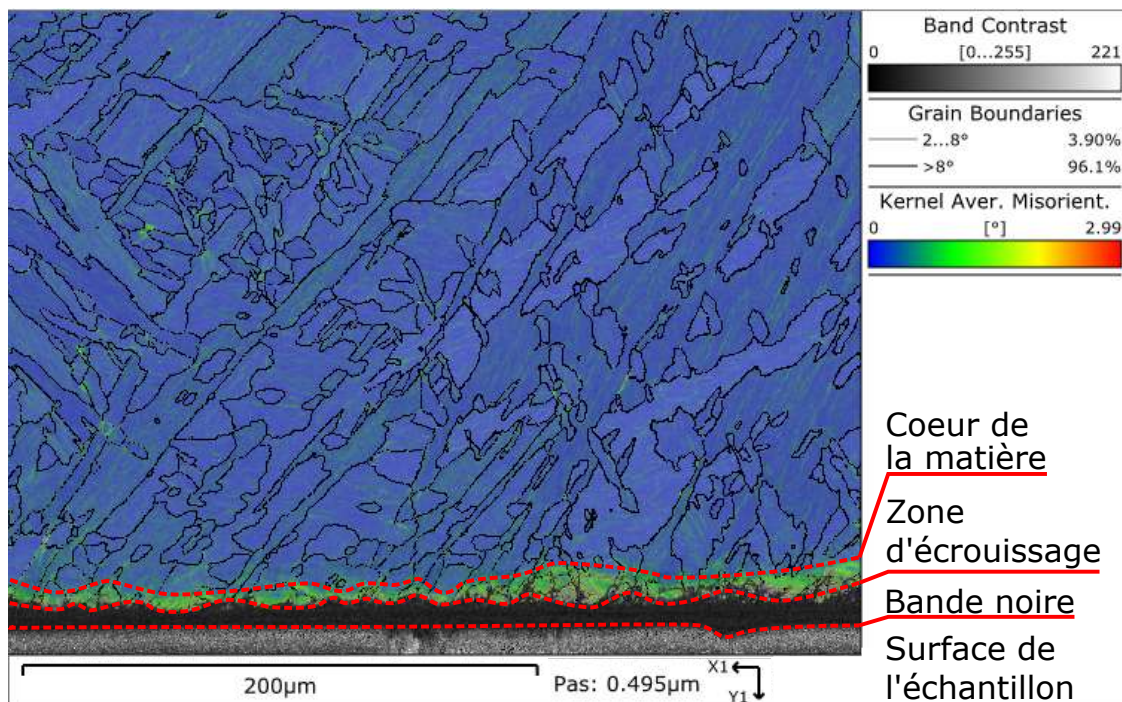 Band Contrast
0 [0...255] 221
Grain Boundaries
2...8° 3.90%
>8° 96.1%
Kernel Aver. Misorient.
0 [°] 2.99
Coeur de
la matière
Zone
d'écrouissage
Bande noire
Surface de
l'échantillon
200µm
Pas: 0.495µm
X1
Y1